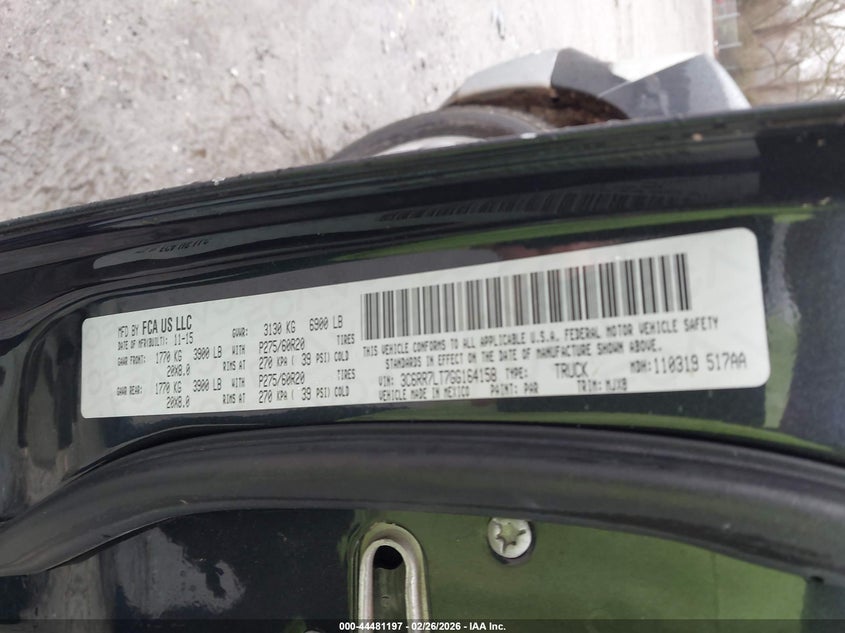 MFD BY FCA US LLC
MFR(BUILT): 11-15 GVWR: 3130 KG 6900 LB
GAWR FRONT: 1770 KG 3900 LB WITH P275/60R20 TIRES
20X8.0 RIMS AT 270 KPA ( 39 PSI) COLD
GAWR REAR: 1770 KG 3900 LB WITH P275/60R20 TIRES
20X8.0 RIMS AT 270 KPA ( 39 PSI) COLD
THIS VEHICLE CONFORMS TO ALL APPLICABLE U.S.A. FEDERAL MOTOR VEHICLE SAFETY
STANDARDS IN EFFECT ON THE DATE OF MANUFACTURE SHOWN ABOVE.
VIN: 3C6RR7LT7GG164158 TYPE: TRUCK MDH: 110319 517AA
VEHICLE MADE IN MEXICO PAINT: PAR TRIM: MJX8
000-44481197 - 02/26/2026 - IAA Inc.